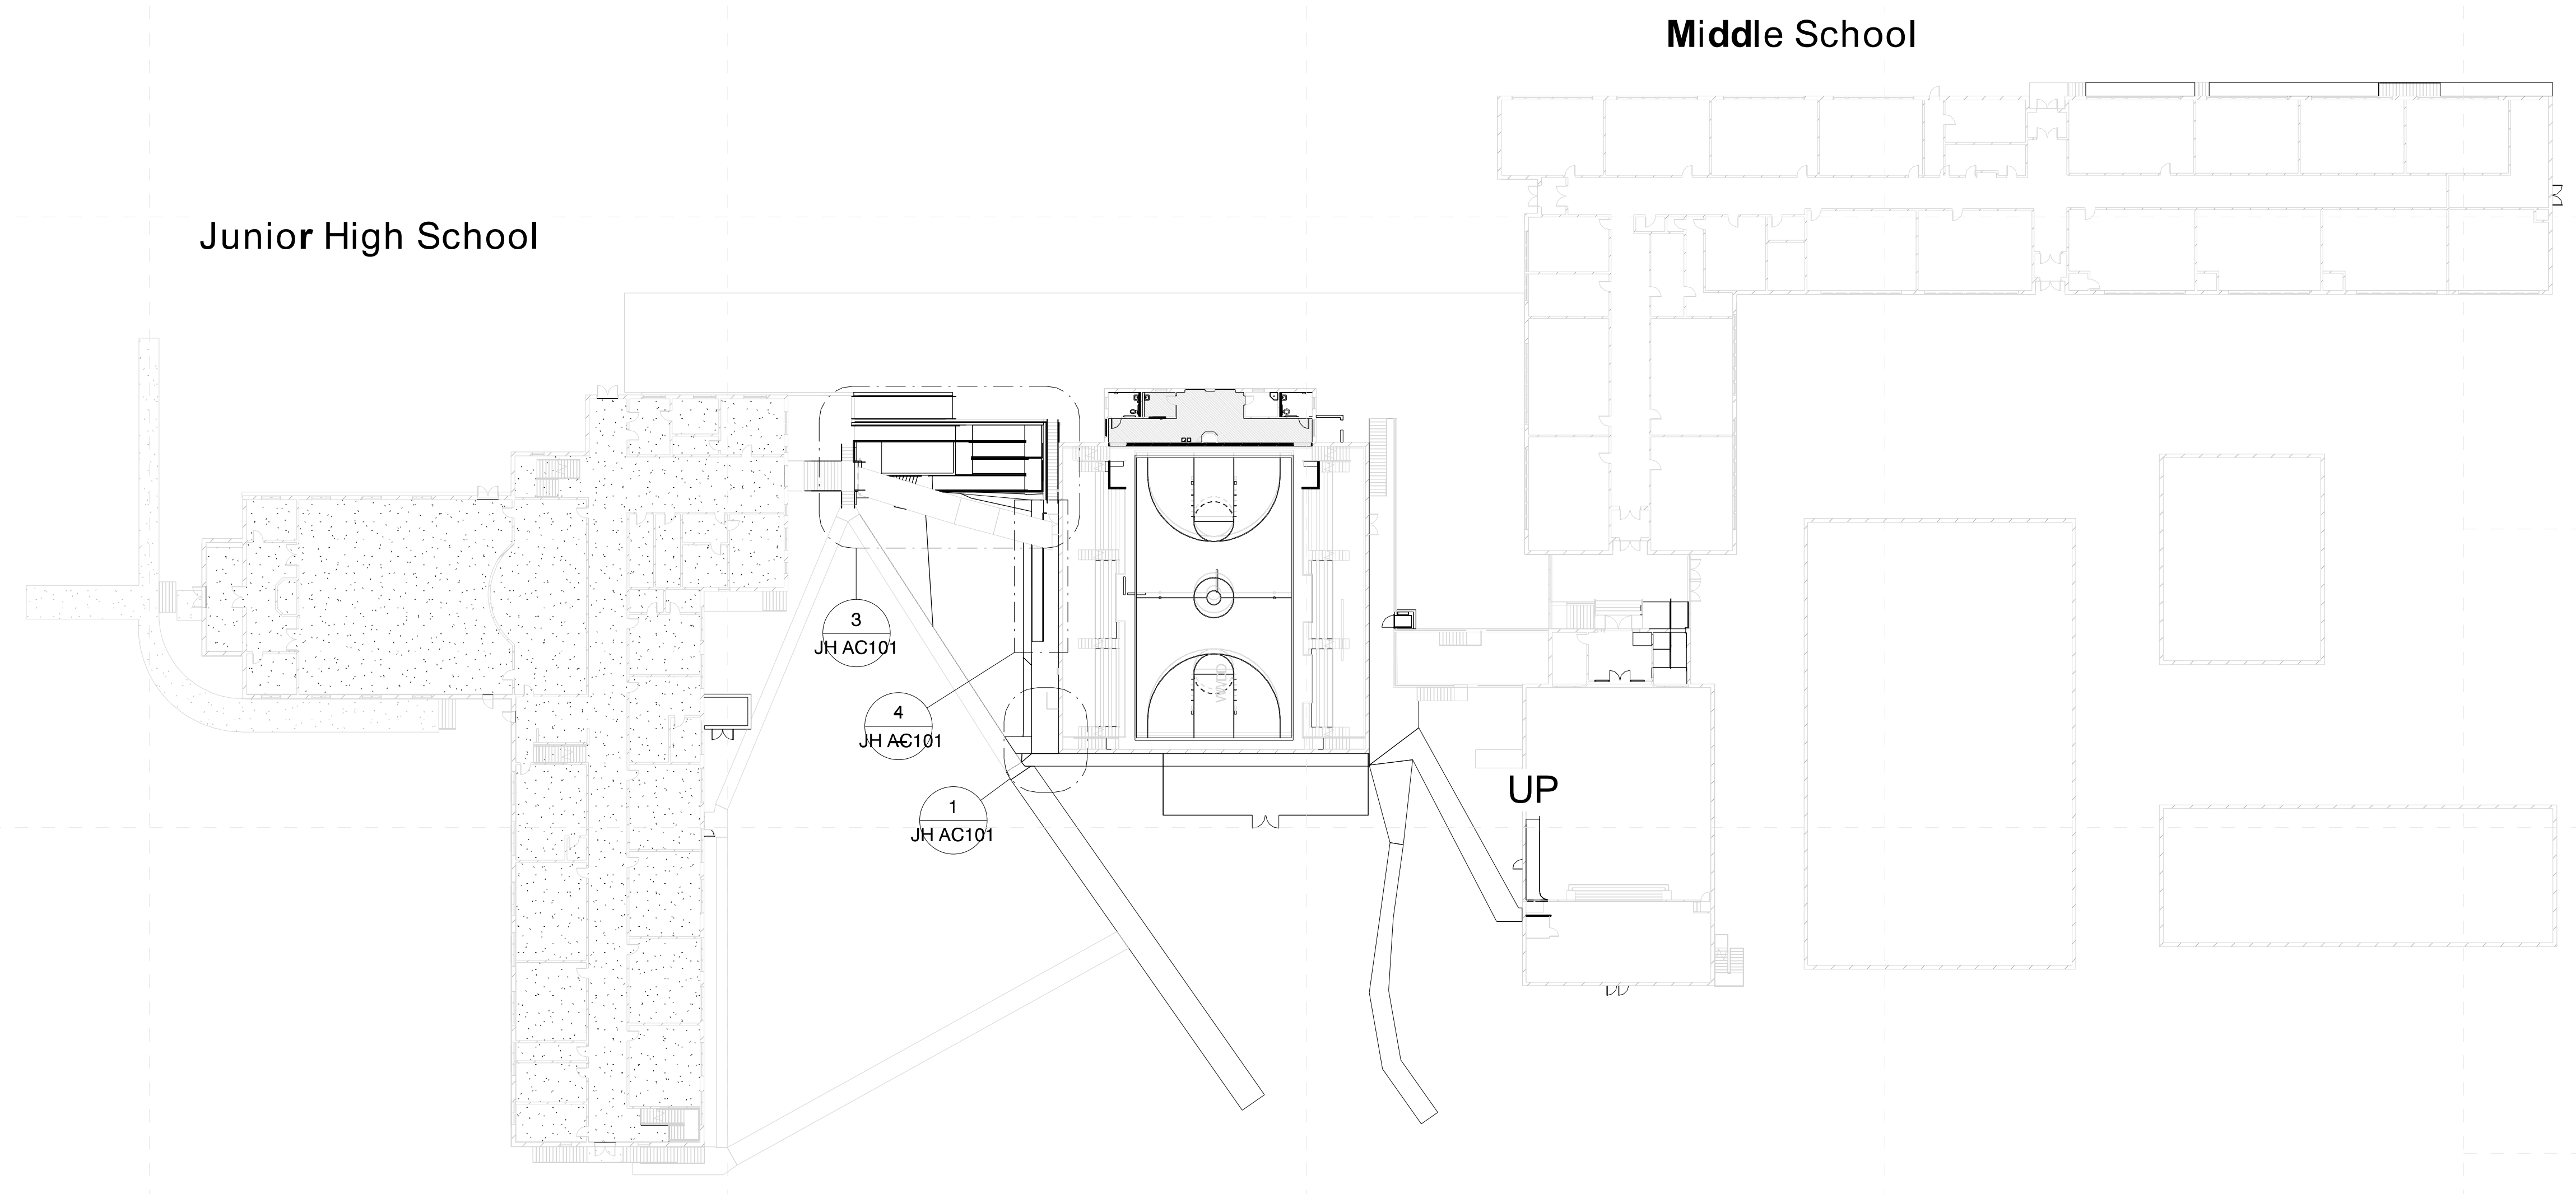 Middle School
Junior High School
3
JH AC101
4
JH AC101
1
JH AC101
UP